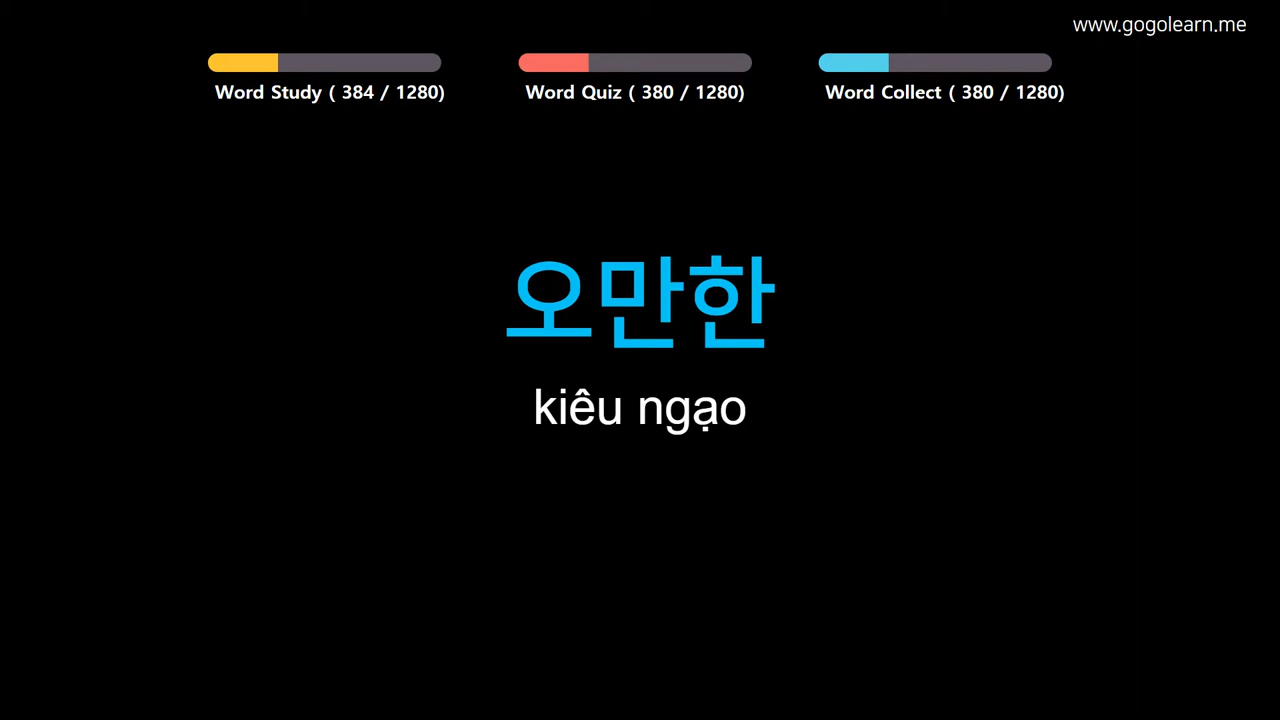 www.gogolearn.me
Word Study ( 384 / 1280)
Word Quiz ( 380 / 1280)
Word Collect ( 380 / 1280)
오만한
kiêu ngạo